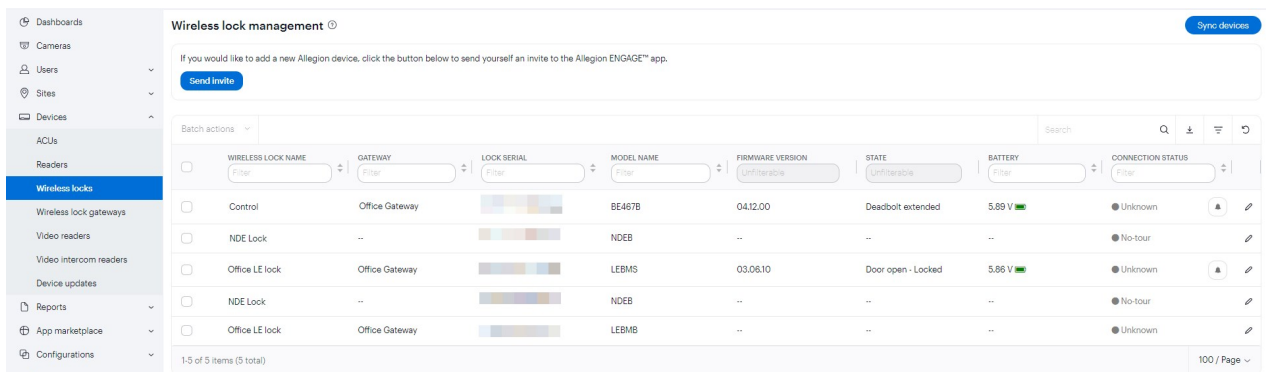 Dashboards
Cameras
Users
Sites
Devices
ACUs
Readers
Wireless locks
Wireless lock gateways
Video readers
Video intercom readers
Device updates
Reports
App marketplace
Configurations
Wireless lock management
Sync devices
If you would like to add a new Allegion device, click the button below to send yourself an invite to the Allegion ENGAGE™ app.
Send invite
Batch actions Search
WIRELESS LOCK NAME GATEWAY LOCK SERIAL MODEL NAME FIRMWARE VERSION STATE BATTERY CONNECTION STATUS
Filter Filter Filter Filter Unfilterable Unfilterable Filter Filter
Control Office Gateway BE467B 04.12.00 Deadbolt extended 5.89 V Unknown
NDE Lock -- NDEB -- -- -- No-tour
Office LE lock Office Gateway LEBMS 03.06.10 Door open - Locked 5.86 V Unknown
NDE Lock -- NDEB -- -- -- No-tour
Office LE lock Office Gateway LEBMB -- -- -- Unknown
1-5 of 5 items (5 total) 100 / Page